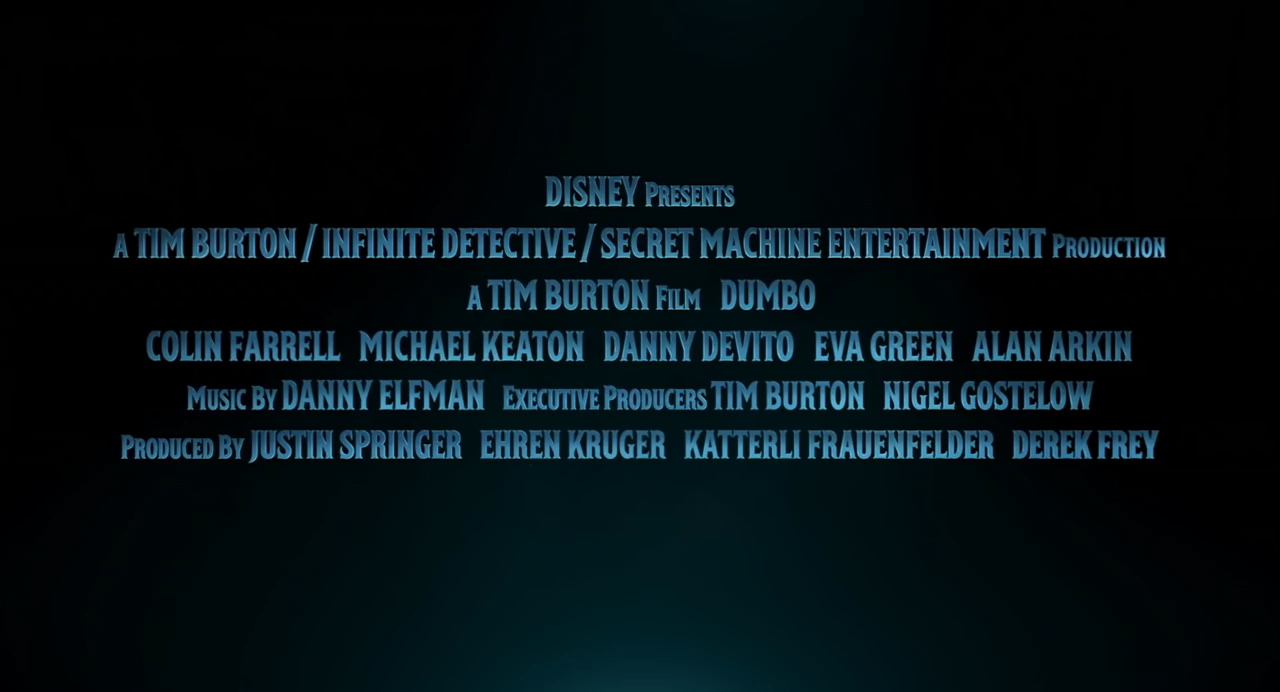 DISNEY PRESENTS
A TIM BURTON / INFINITE DETECTIVE / SECRET MACHINE ENTERTAINMENT PRODUCTION
A TIM BURTON FILM DUMBO
COLIN FARRELL MICHAEL KEATON DANNY DEVITO EVA GREEN ALAN ARKIN
MUSIC BY DANNY ELFMAN EXECUTIVE PRODUCERS TIM BURTON NIGEL GOSTELOW
PRODUCED BY JUSTIN SPRINGER EHREN KRUGER KATTERLI FRAUENFELDER DEREK FREY